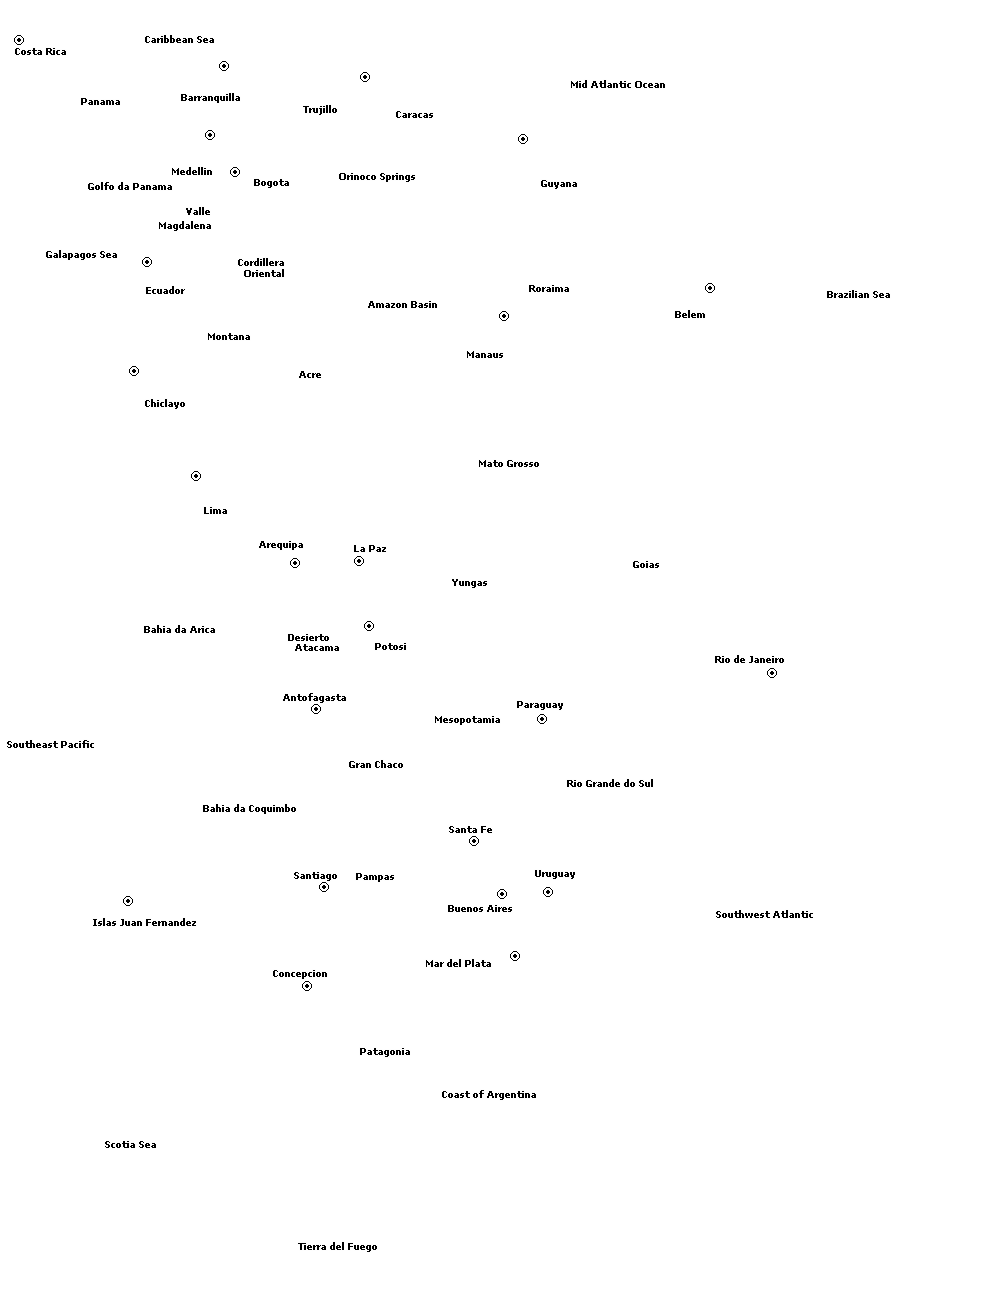 Costa Rica
Caribbean Sea
Mid Atlantic Ocean
Panama
Barranquilla
Trujillo
Caracas
Medellin
Bogota
Orinoco Springs
Guyana
Golfo da Panama
Valle
Magdalena
Galapagos Sea
Cordillera
Oriental
Ecuador
Roraima
Brazilian Sea
Amazon Basin
Belem
Montana
Manaus
Acre
Chiclayo
Mato Grosso
Lima
Arequipa
La Paz
Goias
Yungas
Bahia da Arica
Desierto
Atacama
Potosi
Rio de Janeiro
Antofagasta
Paraguay
Mesopotamia
Southeast Pacific
Gran Chaco
Rio Grande do Sul
Bahia da Coquimbo
Santa Fe
Santiago
Pampas
Uruguay
Buenos Aires
Southwest Atlantic
Islas Juan Fernandez
Mar del Plata
Concepcion
Patagonia
Coast of Argentina
Scotia Sea
Tierra del Fuego